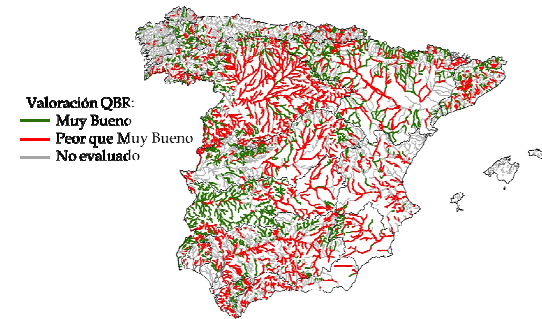 Valoración QBR:
Muy Bueno
Peor que Muy Bueno
No evaluado